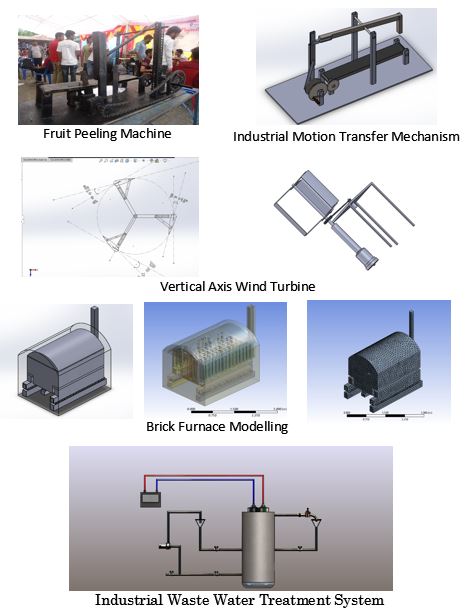 Fruit Peeling Machine
Industrial Motion Transfer Mechanism
Vertical Axis Wind Turbine
Brick Furnace Modelling
Industrial Waste Water Treatment System